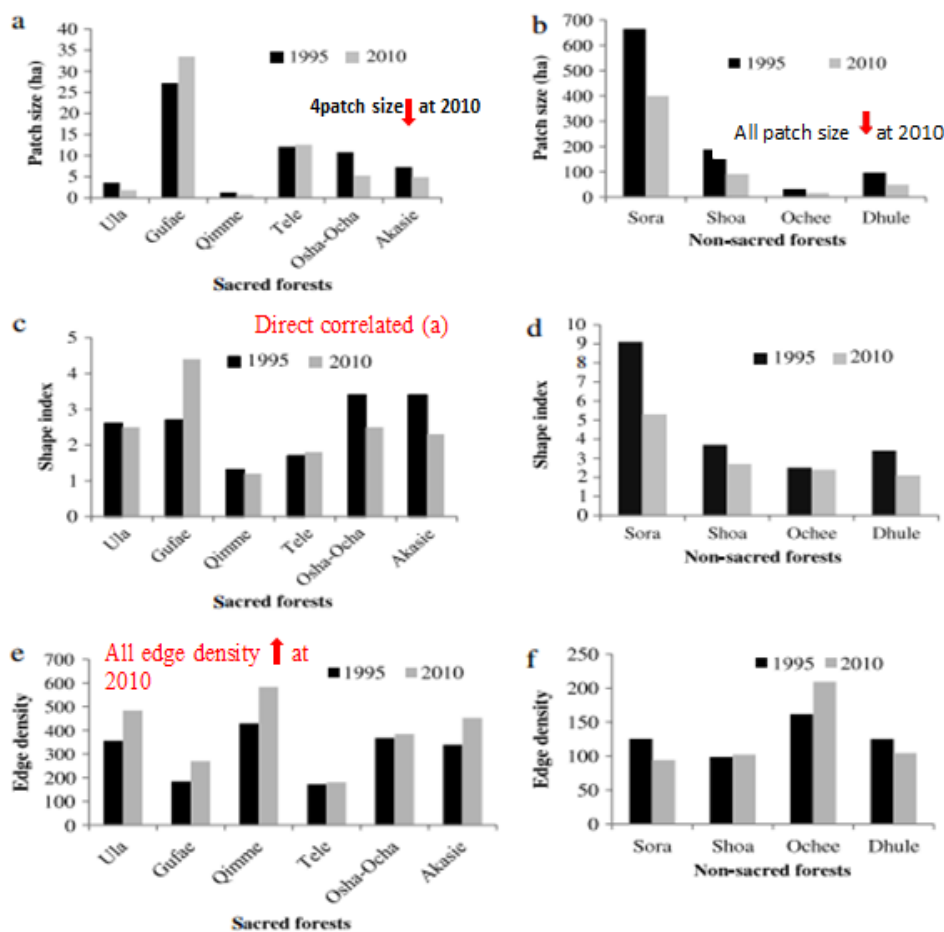 a
40
35
30
25
20
15
10
5
0
Patch size (ha)
1995 2010
4patch size at 2010
Ula Gufae Qimme Tele Osha-Ocha Akasie
Sacred forests
b
700
600
500
400
300
200
100
0
Patch size (ha)
1995 2010
All patch size at 2010
Sora Shoa Ochee Dhule
Non-sacred forests
c
5
4
3
2
1
0
Shape index
Direct correlated (a)
1995 2010
Ula Gufae Qimme Tele Osha-Ocha Akasie
Sacred forests
d
10
9
8
7
6
5
4
3
2
1
0
Shape index
1995 2010
Sora Shoa Ochee Dhule
Non-sacred forests
e
700
600
500
400
300
200
100
0
Edge density
All edge density at
2010
1995 2010
Ula Gufae Qimme Tele Osha-Ocha Akasie
Sacred forests
f
250
200
150
100
50
0
Edge density
1995 2010
Sora Shoa Ochee Dhule
Non-sacred forests